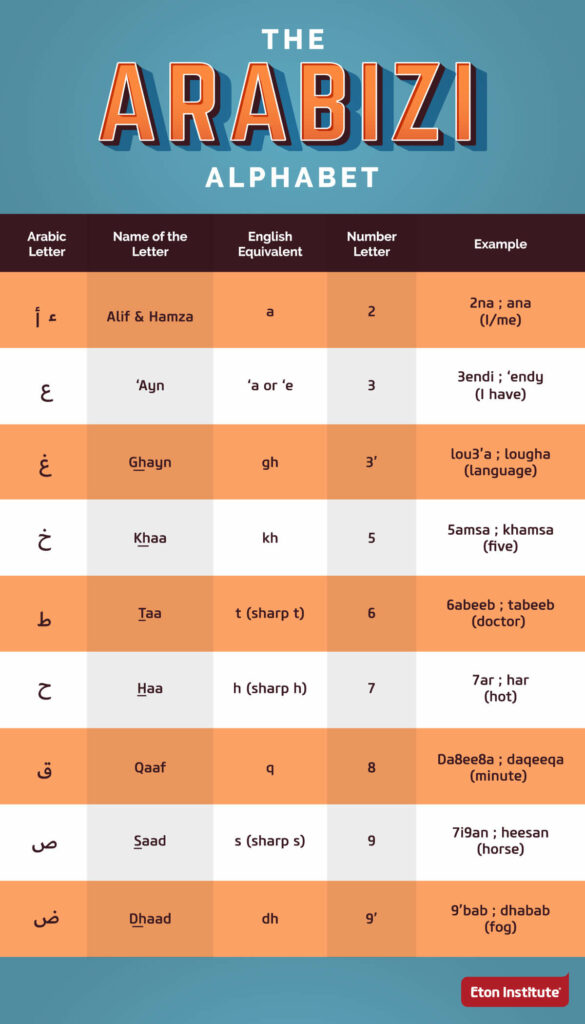 THE
ARABIZI
ALPHABET
Arabic Letter	Name of the Letter	English Equivalent	Number Letter	Example
أ ء	Alif & Hamza	a	2	2na ; ana (I/me)
ع	‘Ayn	‘a or ‘e	3	3endi ; ‘endy (I have)
غ	Ghayn	gh	3’	lou3’a ; lougha (language)
خ	Khaa	kh	5	5amsa ; khamsa (five)
ط	Taa	t (sharp t)	6	6abeeb ; tabeeb (doctor)
ح	Haa	h (sharp h)	7	7ar ; har (hot)
ق	Qaaf	q	8	Da8ee8a ; daqeeqa (minute)
ص	Saad	s (sharp s)	9	7i9an ; heesan (horse)
ض	Dhaad	dh	9’	9’bab ; dhabab (fog)
Eton Institute